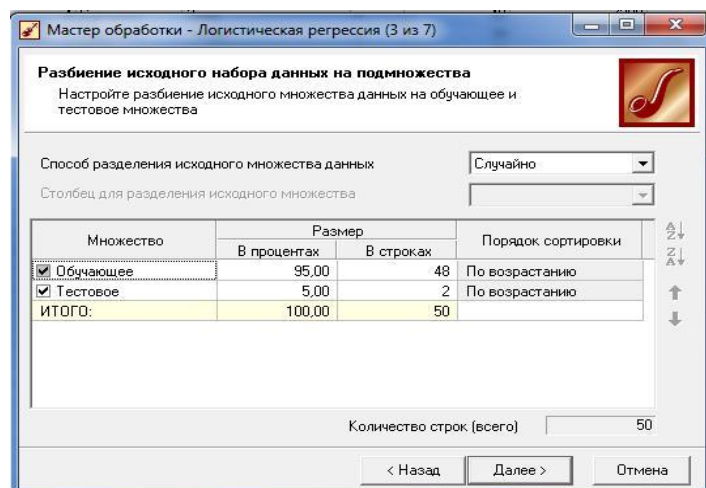 Мастер обработки - Логистическая регрессия (3 из 7)
Разбиение исходного набора данных на подмножества
Настройте разбиение исходного множества данных на обучающее и
тестовое множества
Способ разделения исходного множества данных Случайно
Столбец для разделения исходного множества
Множество Размер Порядок сортировки
В процентах В строках
Обучающее 95,00 48 По возрастанию
Тестовое 5,00 2 По возрастанию
ИТОГО: 100,00 50
Количество строк (всего) 50
< Назад Далее > Отмена